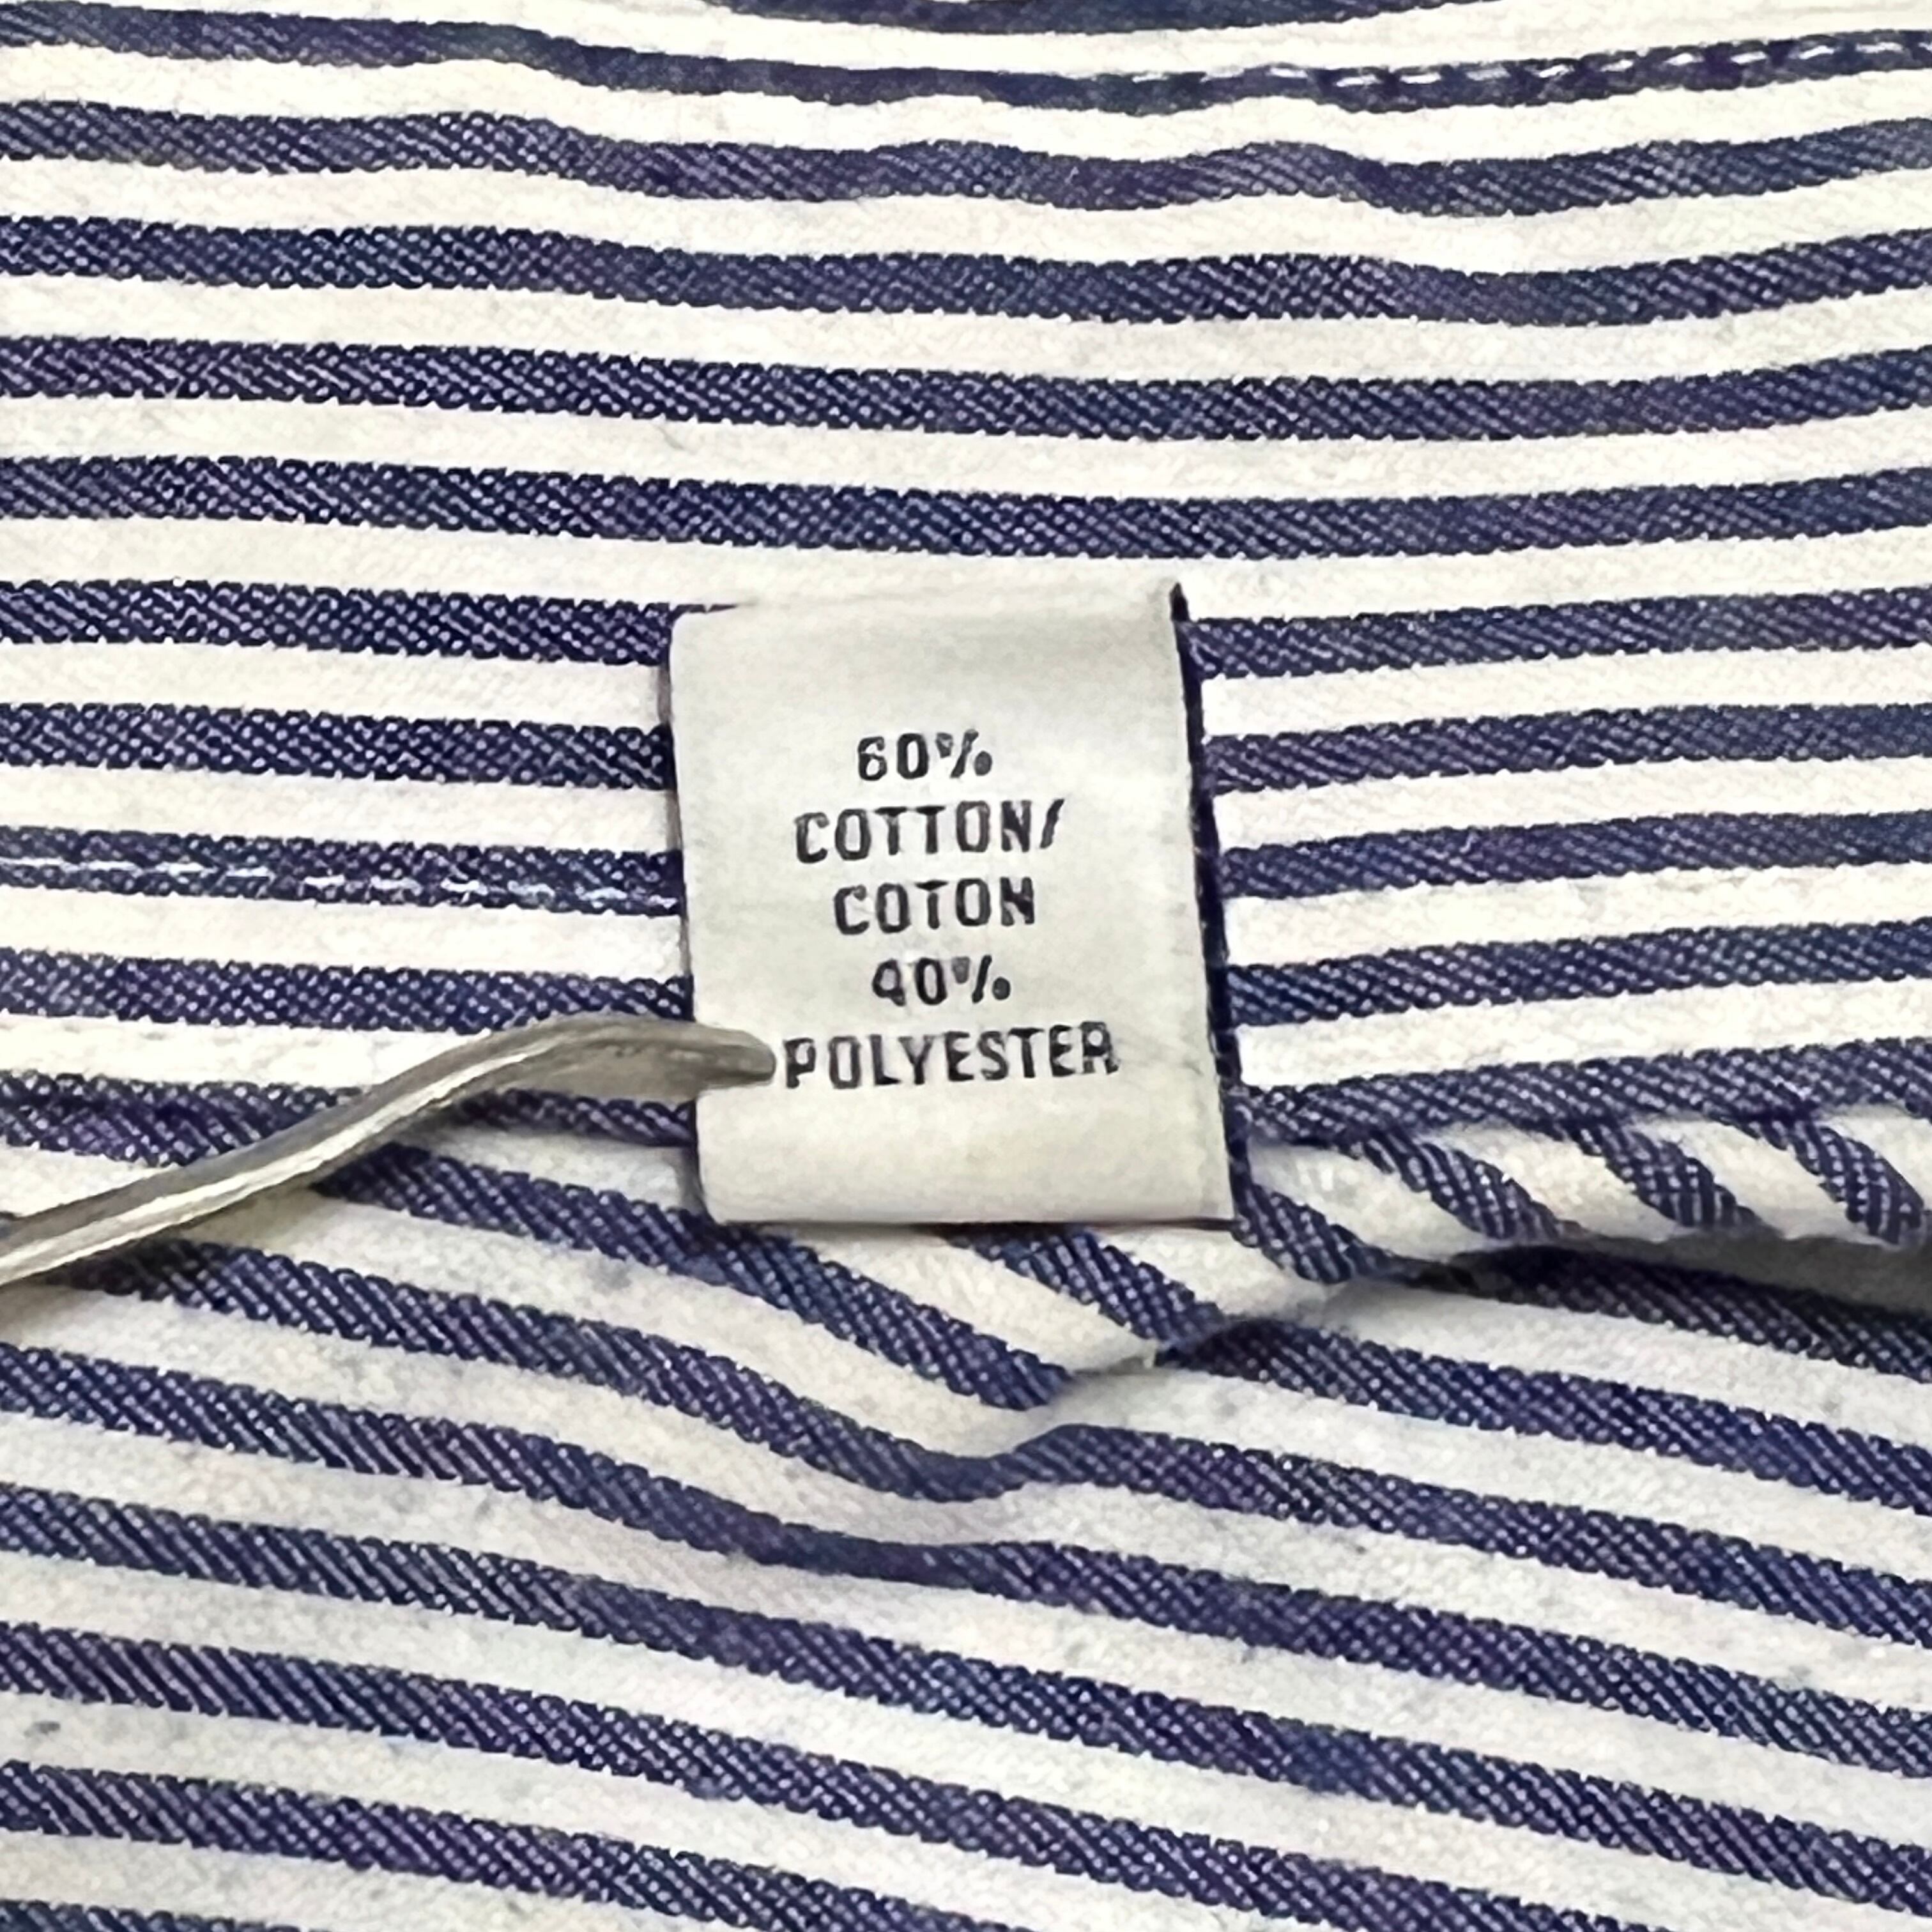 60%
COTTON/
COTON
40%
POLYESTER